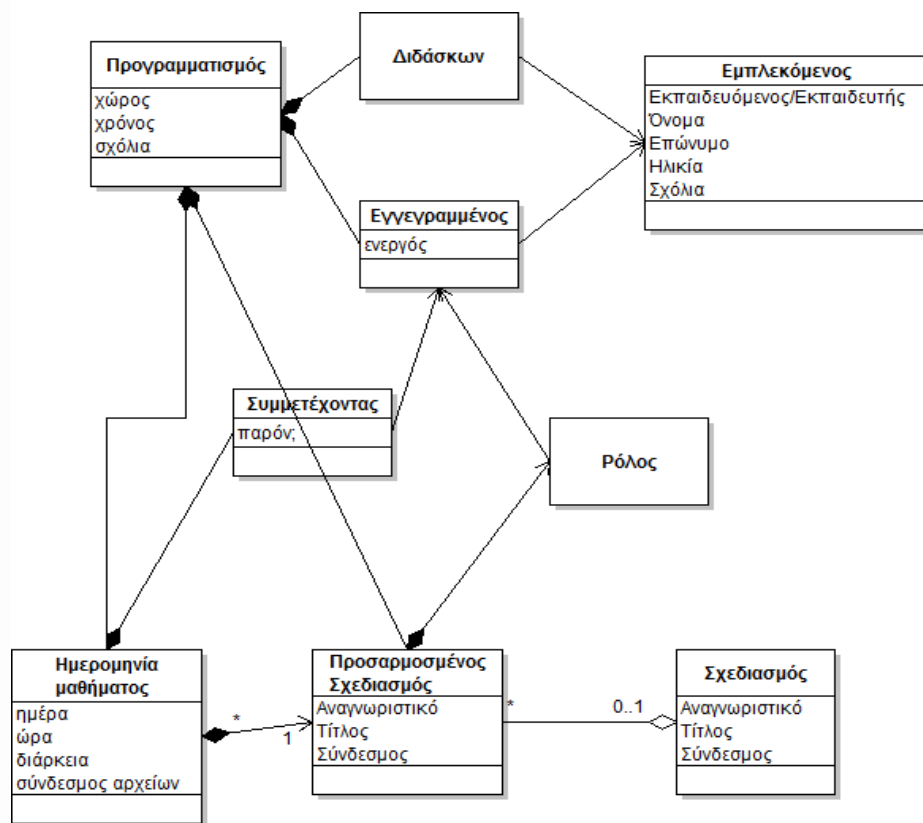 Προγραμματισμός
χώρος
χρόνος
σχόλια
Διδάσκων
Εμπλεκόμενος
Εκπαιδευόμενος/Εκπαιδευτής
Όνομα
Επώνυμο
Ηλικία
Σχόλια
Εγγεγραμμένος
ενεργός
Συμμετέχοντας
παρόν;
Ρόλος
Ημερομηνία
μαθήματος
ημέρα
ώρα
διάρκεια
σύνδεσμος αρχείων
*
1
Προσαρμοσμένος
Σχεδιασμός
Αναγνωριστικό
Τίτλος
Σύνδεσμος
*
0..1
Σχεδιασμός
Αναγνωριστικό
Τίτλος
Σύνδεσμος